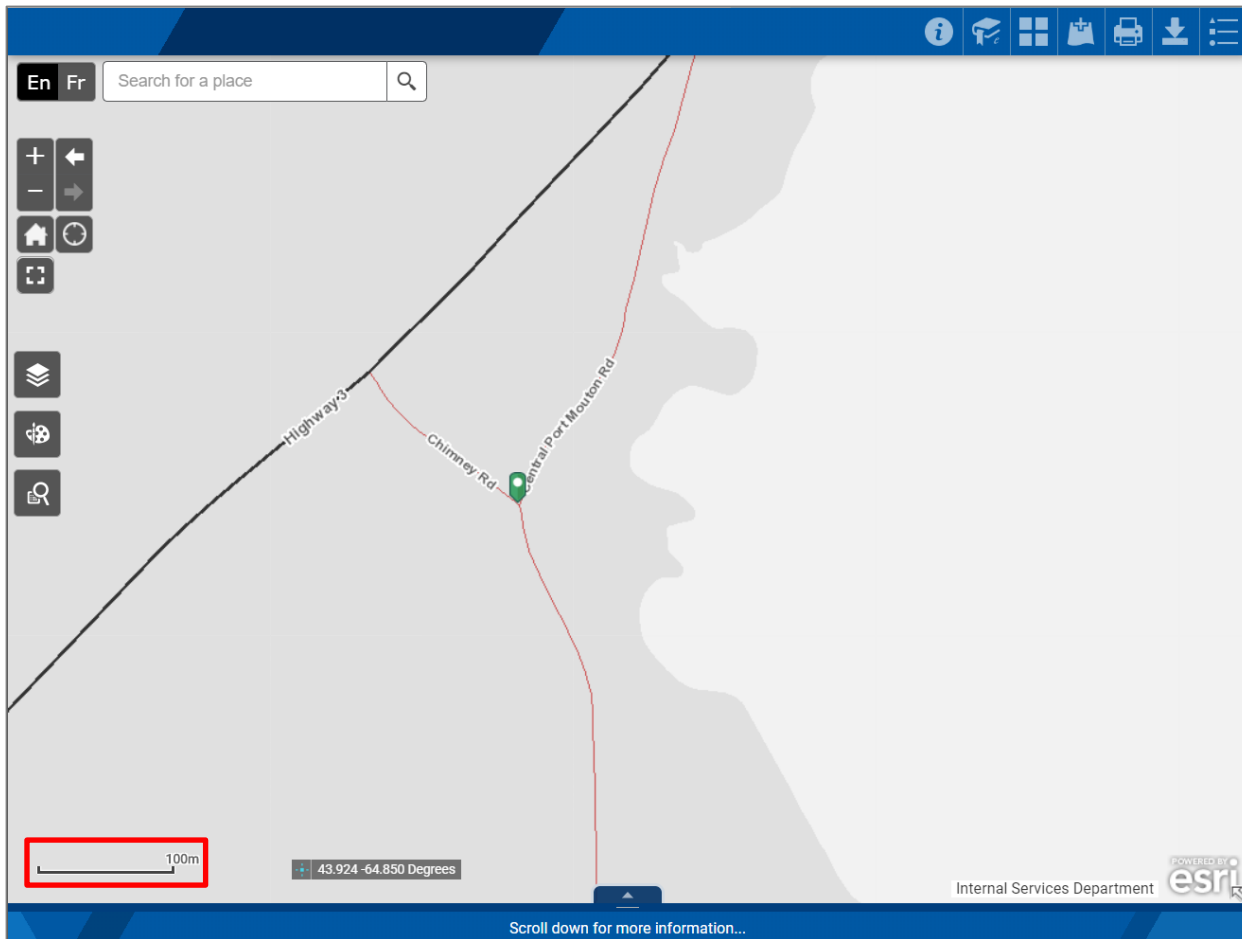 En Fr Search for a place
Highway 3
Chimney Rd
Central Port Mouton Rd
100m
43.924 -64.850 Degrees
POWERED BY
esri
Internal Services Department
Scroll down for more information...